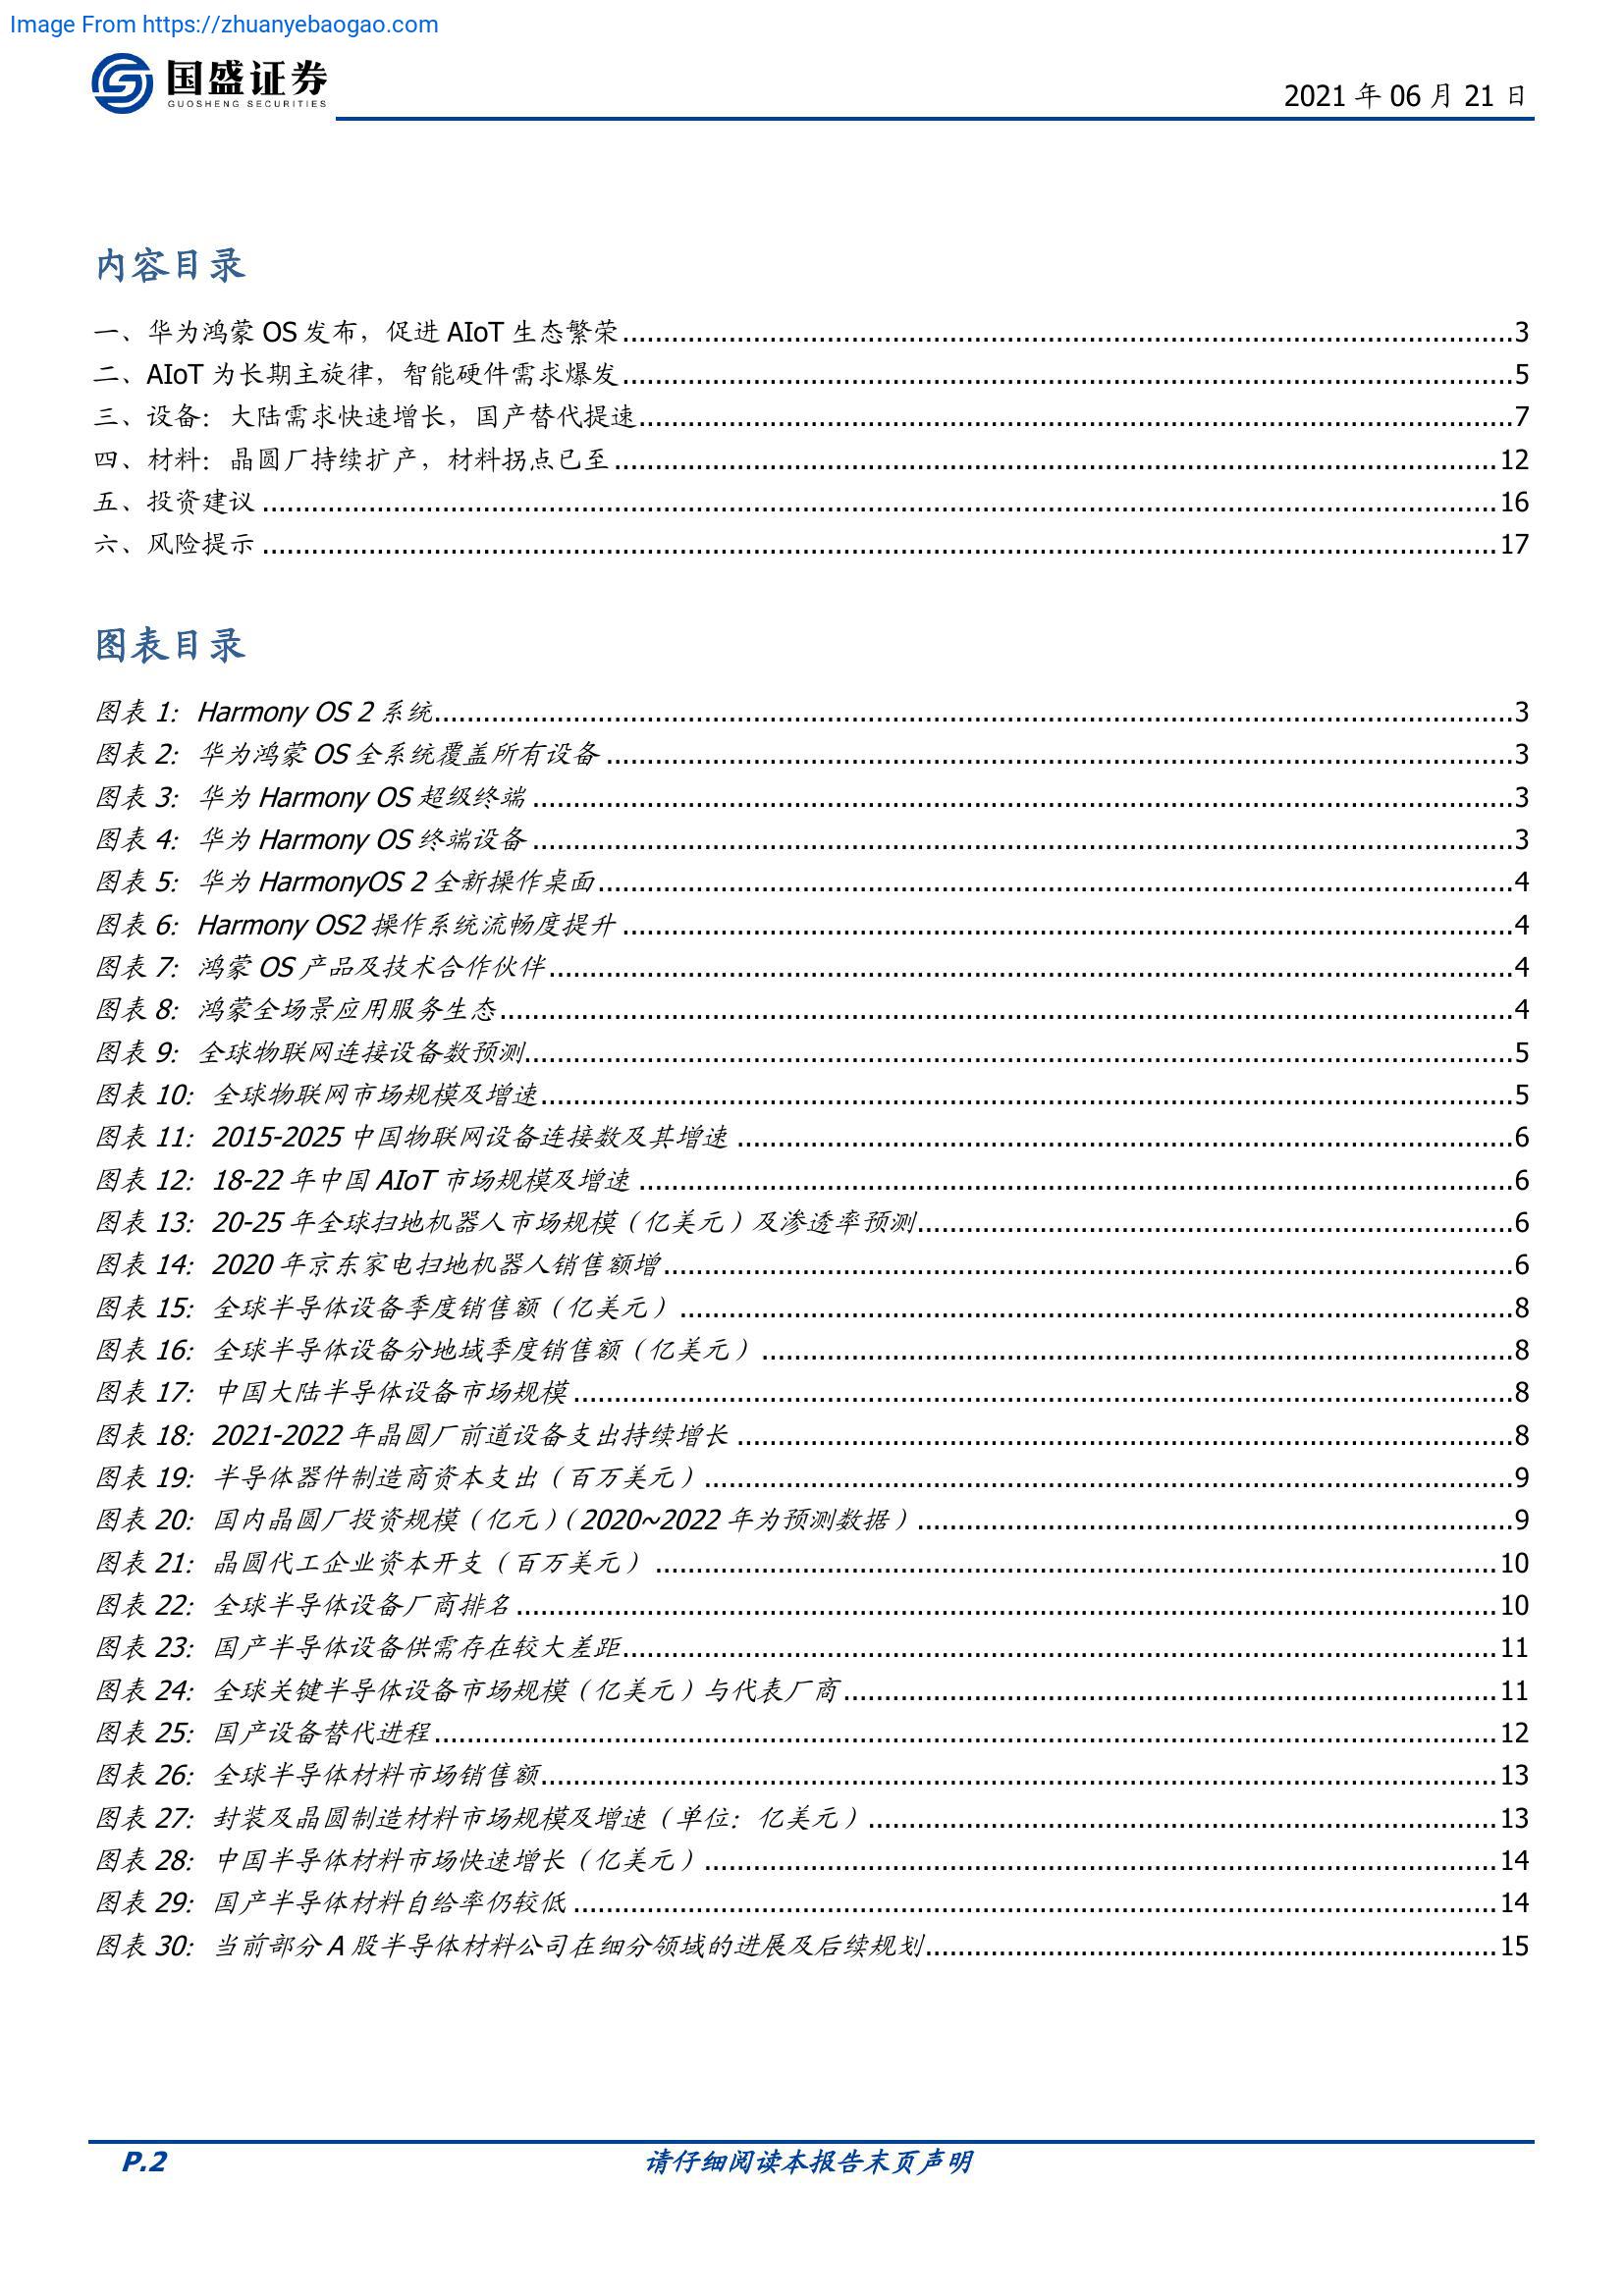 Image From https://zhuanyebaogao.com
国盛证券
GUOSHENG SECURITIES
2021 年 06 月 21 日
内容目录
一、华为鸿蒙 OS 发布，促进 AIoT 生态繁荣 3
二、AIoT 为长期主旋律，智能硬件需求爆发 5
三、设备：大陆需求快速增长，国产替代提速 7
四、材料：晶圆厂持续扩产，材料拐点已至 12
五、投资建议 16
六、风险提示 17
图表目录
图表 1：Harmony OS 2 系统 3
图表 2：华为鸿蒙 OS 全系统覆盖所有设备 3
图表 3：华为 Harmony OS 超级终端 3
图表 4：华为 Harmony OS 终端设备 3
图表 5：华为 HarmonyOS 2 全新操作桌面 4
图表 6：Harmony OS2 操作系统流畅度提升 4
图表 7：鸿蒙 OS 产品及技术合作伙伴 4
图表 8：鸿蒙全场景应用服务生态 4
图表 9：全球物联网连接设备数预测 5
图表 10：全球物联网市场规模及增速 5
图表 11：2015-2025 中国物联网设备连接数及其增速 6
图表 12：18-22 年中国 AIoT 市场规模及增速 6
图表 13：20-25 年全球扫地机器人市场规模（亿美元）及渗透率预测 6
图表 14：2020 年京东家电扫地机器人销售额增 6
图表 15：全球半导体设备季度销售额（亿美元） 8
图表 16：全球半导体设备分地域季度销售额（亿美元） 8
图表 17：中国大陆半导体设备市场规模 8
图表 18：2021-2022 年晶圆厂前道设备支出持续增长 8
图表 19：半导体器件制造商资本支出（百万美元） 9
图表 20：国内晶圆厂投资规模（亿元）（2020~2022 年为预测数据） 9
图表 21：晶圆代工企业资本开支（百万美元） 10
图表 22：全球半导体设备厂商排名 10
图表 23：国产半导体设备供需存在较大差距 11
图表 24：全球关键半导体设备市场规模（亿美元）与代表厂商 11
图表 25：国产设备替代进程 12
图表 26：全球半导体材料市场销售额 13
图表 27：封装及晶圆制造材料市场规模及增速（单位：亿美元） 13
图表 28：中国半导体材料市场快速增长（亿美元） 14
图表 29：国产半导体材料自给率仍较低 14
图表 30：当前部分 A 股半导体材料公司在细分领域的进展及后续规划 15
P.2
请仔细阅读本报告末页声明